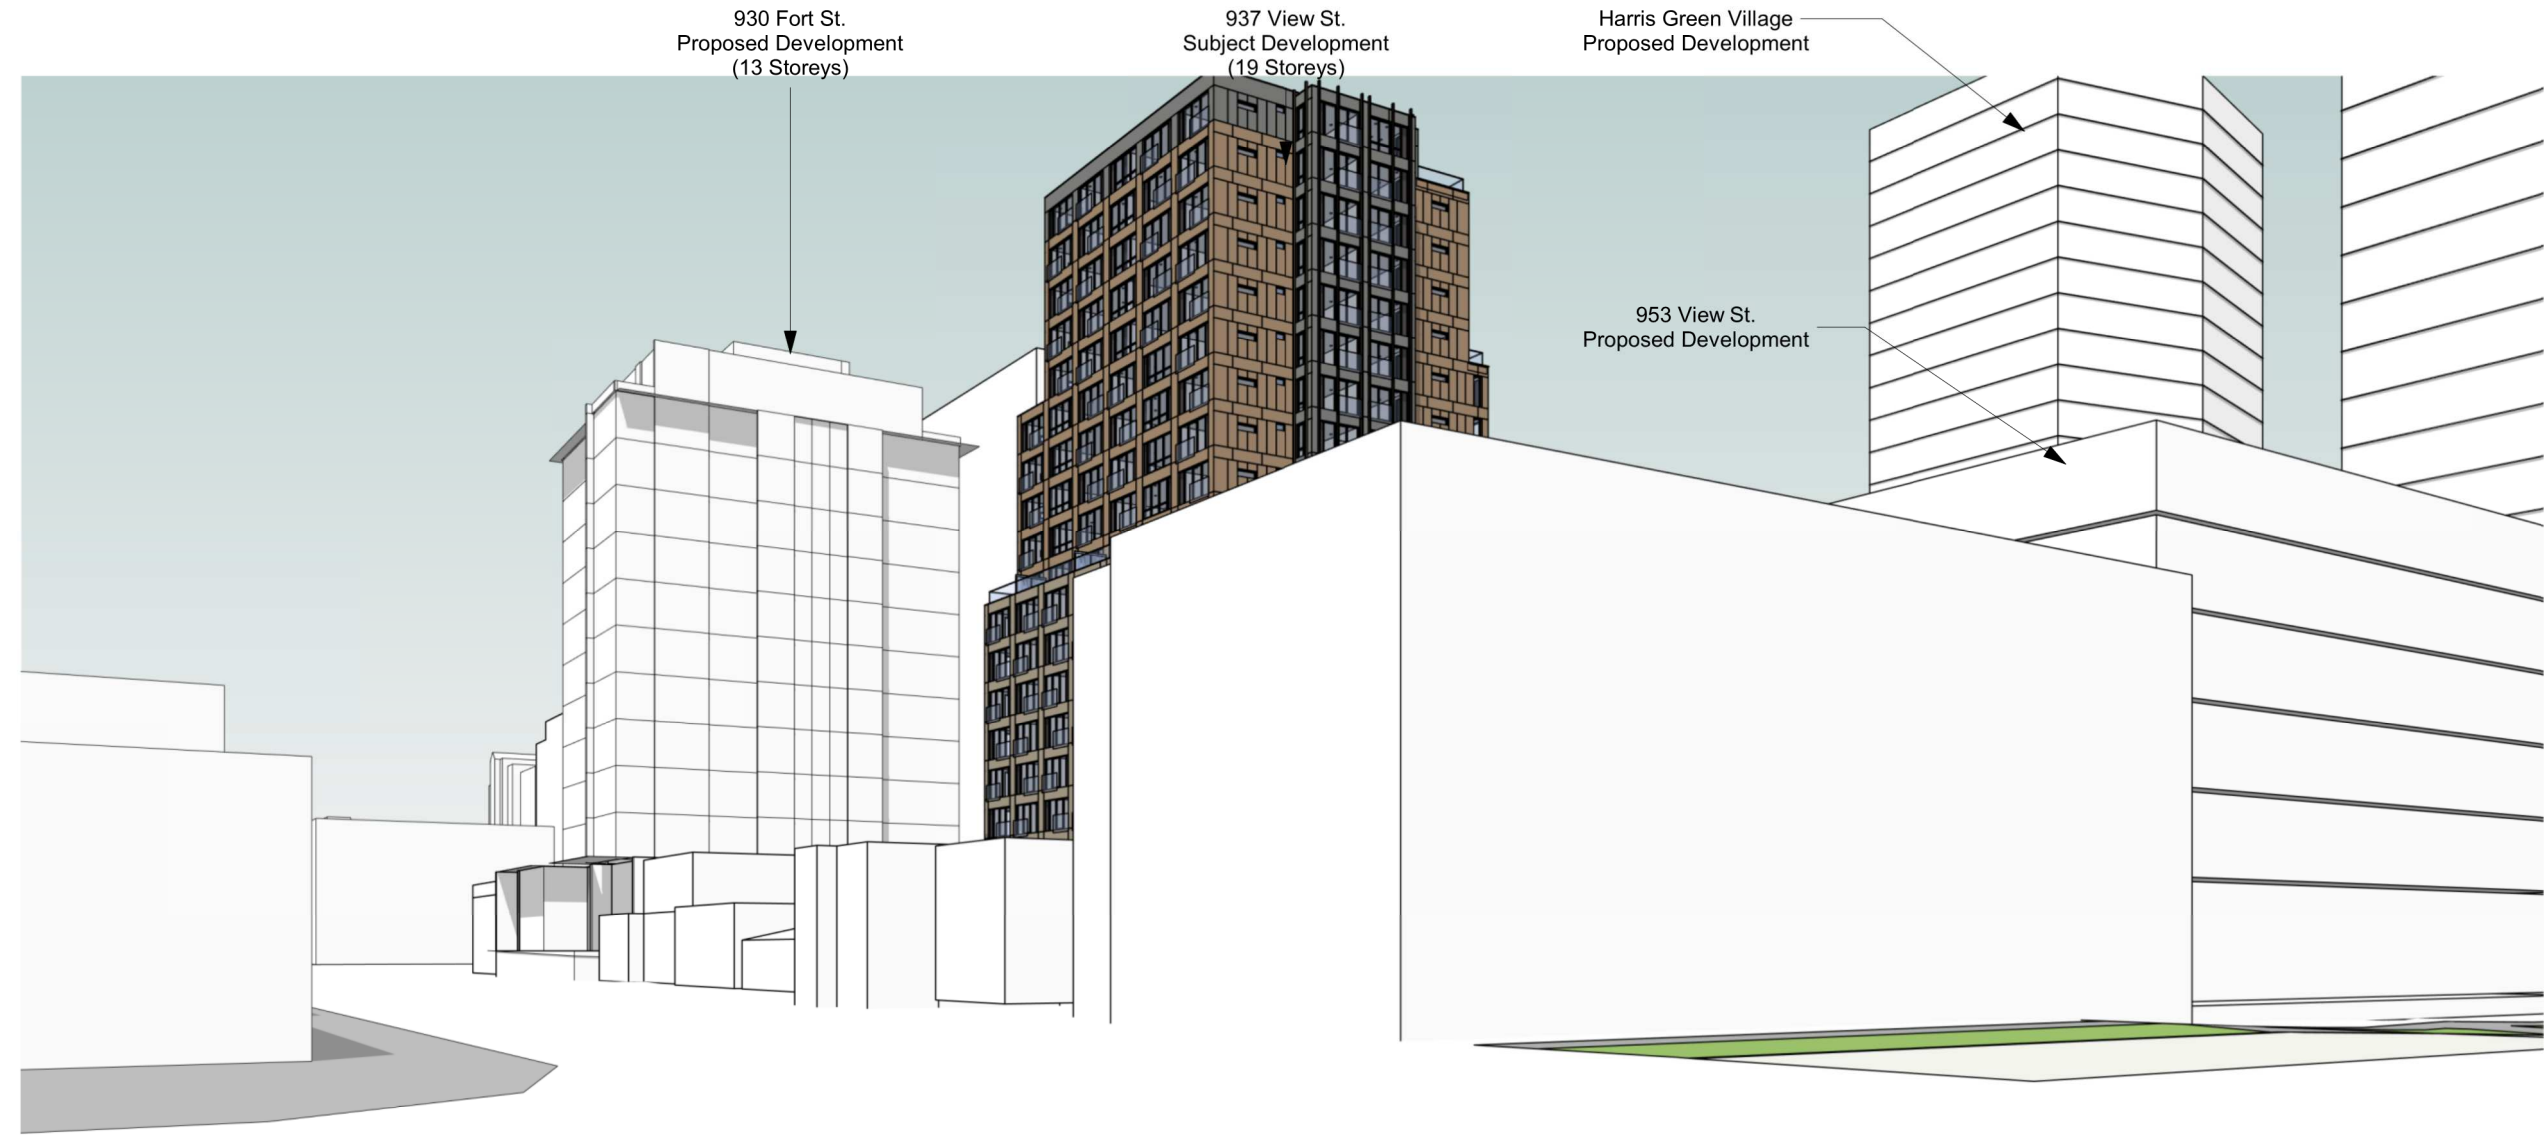 930 Fort St.
Proposed Development
(13 Storeys)
937 View St.
Subject Development
(19 Storeys)
Harris Green Village
Proposed Development
953 View St.
Proposed Development